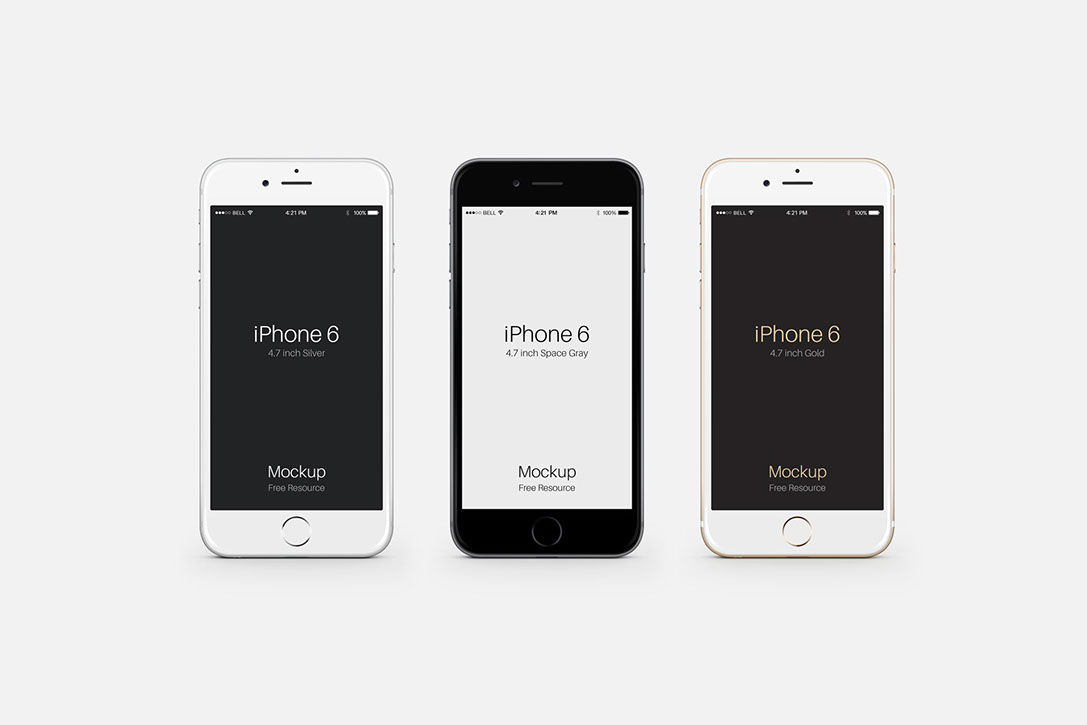 BELL 4:21 PM 100%
iPhone 6
4.7 inch Silver
Mockup
Free Resource
BELL 4:21 PM 100%
iPhone 6
4.7 inch Space Gray
Mockup
Free Resource
BELL 4:21 PM 100%
iPhone 6
4.7 inch Gold
Mockup
Free Resource